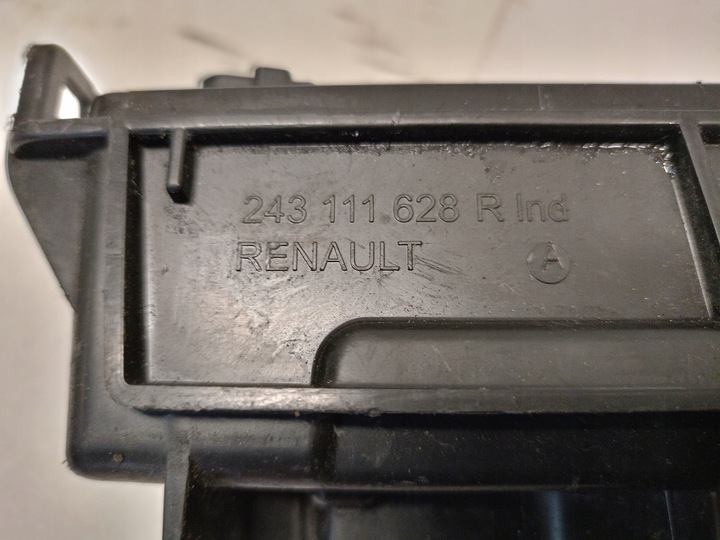 243 111 628 R Ind
RENAULT A